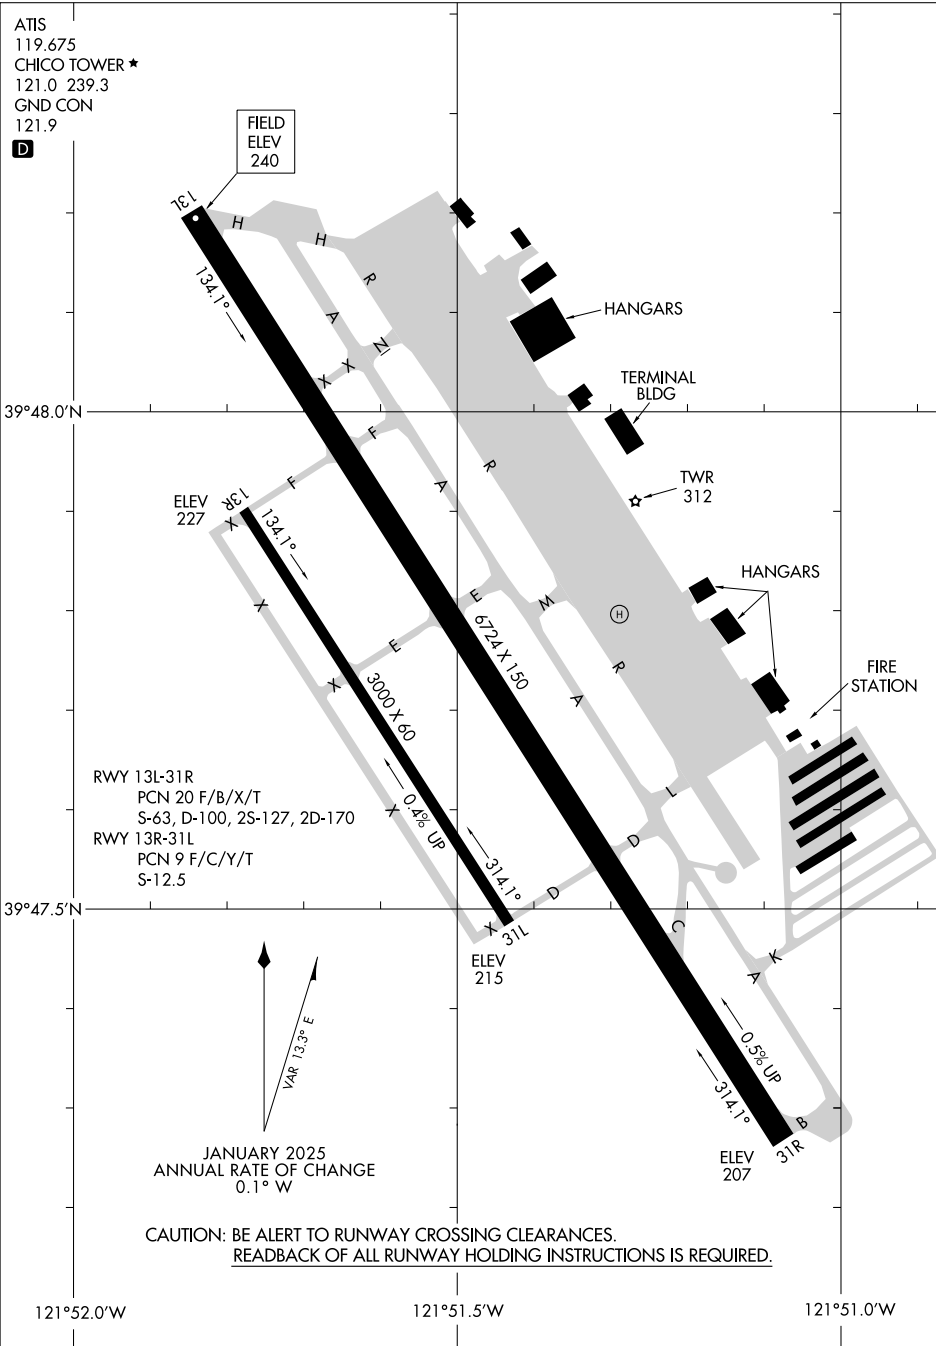 ATIS
119.675
CHICO TOWER ★
121.0 239.3
GND CON
121.9
D
FIELD
ELEV
240
13L
H
H
R
134.1°
A
HANGARS
N
X
X
TERMINAL
BLDG
39°48.0'N
F
F
R
A
TWR
312
ELEV
227
13R
X
134.1°
HANGARS
E
M
H
X
E
6724 X 150
R
FIRE
STATION
X
3000 X 60
A
RWY 13L-31R
PCN 20 F/B/X/T
S-63, D-100, 2S-127, 2D-170
RWY 13R-31L
PCN 9 F/C/Y/T
S-12.5
L
X
0.4% UP
D
314.1°
D
39°47.5'N
X
31L
C
ELEV
215
K
A
VAR 13.3° E
0.5% UP
314.1°
B
31R
ELEV
207
JANUARY 2025
ANNUAL RATE OF CHANGE
0.1° W
CAUTION: BE ALERT TO RUNWAY CROSSING CLEARANCES.
READBACK OF ALL RUNWAY HOLDING INSTRUCTIONS IS REQUIRED.
121°52.0'W
121°51.5'W
121°51.0'W